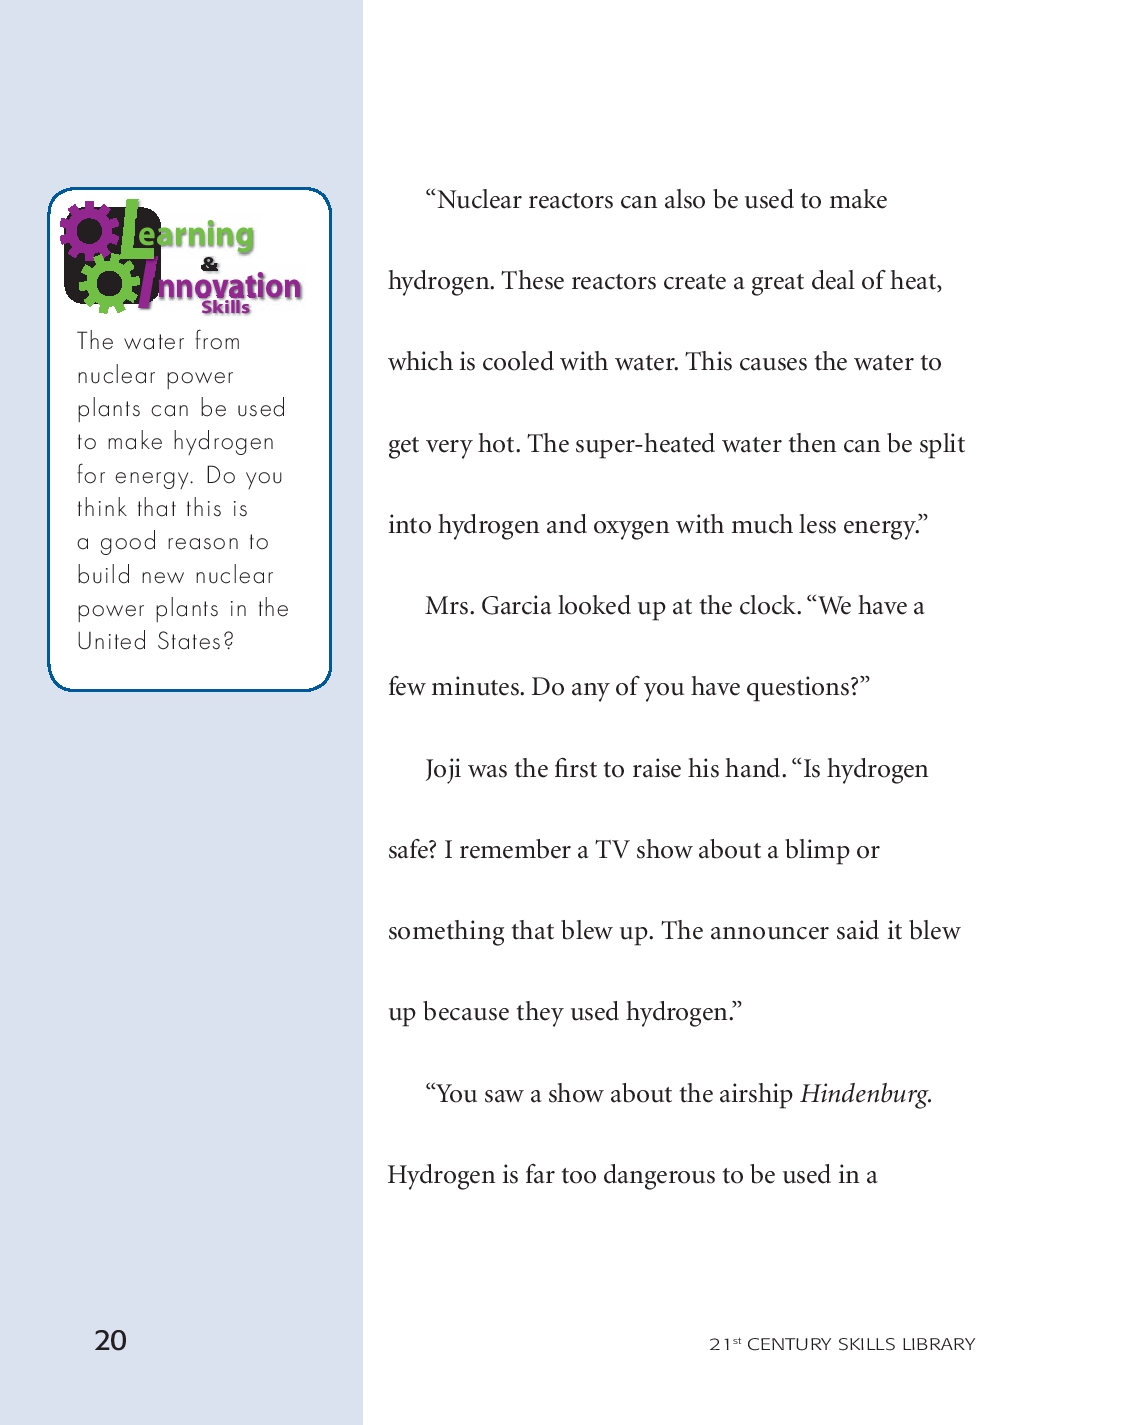 Learning
&
Innovation
Skills
The water from
nuclear power
plants can be used
to make hydrogen
for energy. Do you
think that this is
a good reason to
build new nuclear
power plants in the
United States?
“Nuclear reactors can also be used to make
hydrogen. These reactors create a great deal of heat,
which is cooled with water. This causes the water to
get very hot. The super-heated water then can be split
into hydrogen and oxygen with much less energy.”
Mrs. Garcia looked up at the clock. “We have a
few minutes. Do any of you have questions?”
Joji was the first to raise his hand. “Is hydrogen
safe? I remember a TV show about a blimp or
something that blew up. The announcer said it blew
up because they used hydrogen.”
“You saw a show about the airship Hindenburg.
Hydrogen is far too dangerous to be used in a
20
21st CENTURY SKILLS LIBRARY